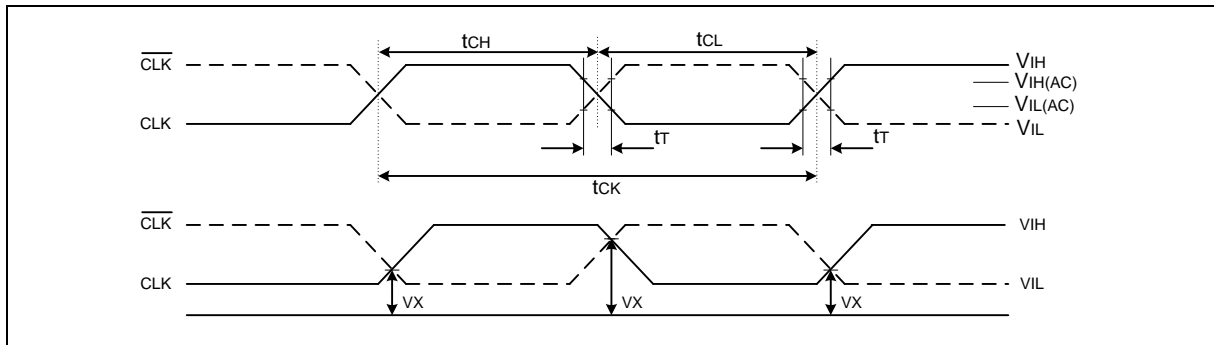 tCH tCL
CLK VIH
VIH(AC)
VIL(AC)
CLK VIL
tT tT
tCK
CLK VIH
CLK VIL
VX VX VX